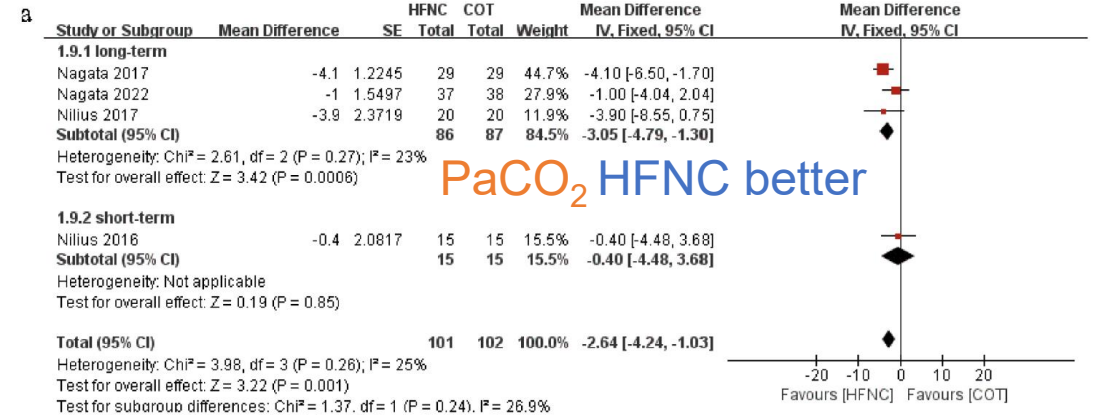 a
HFNC COT Mean Difference Mean Difference
Study or Subgroup Mean Difference SE Total Total Weight IV, Fixed, 95% CI IV, Fixed, 95% CI
1.9.1 long-term
Nagata 2017 -4.1 1.2245 29 29 44.7% -4.10 [-6.50, -1.70]
Nagata 2022 -1 1.5497 37 38 27.9% -1.00 [-4.04, 2.04]
Nilius 2017 -3.9 2.3719 20 20 11.9% -3.90 [-8.55, 0.75]
Subtotal (95% CI) 86 87 84.5% -3.05 [-4.79, -1.30]
Heterogeneity: Chi² = 2.61, df = 2 (P = 0.27); I² = 23%
Test for overall effect: Z = 3.42 (P = 0.0006)
PaCO₂ HFNC better
1.9.2 short-term
Nilius 2016 -0.4 2.0817 15 15 15.5% -0.40 [-4.48, 3.68]
Subtotal (95% CI) 15 15 15.5% -0.40 [-4.48, 3.68]
Heterogeneity: Not applicable
Test for overall effect: Z = 0.19 (P = 0.85)
Total (95% CI) 101 102 100.0% -2.64 [-4.24, -1.03]
Heterogeneity: Chi² = 3.98, df = 3 (P = 0.26); I² = 25%
Test for overall effect: Z = 3.22 (P = 0.001)
Test for subgroup differences: Chi² = 1.37, df = 1 (P = 0.24), I² = 26.9%
-20 -10 0 10 20
Favours [HFNC] Favours [COT]